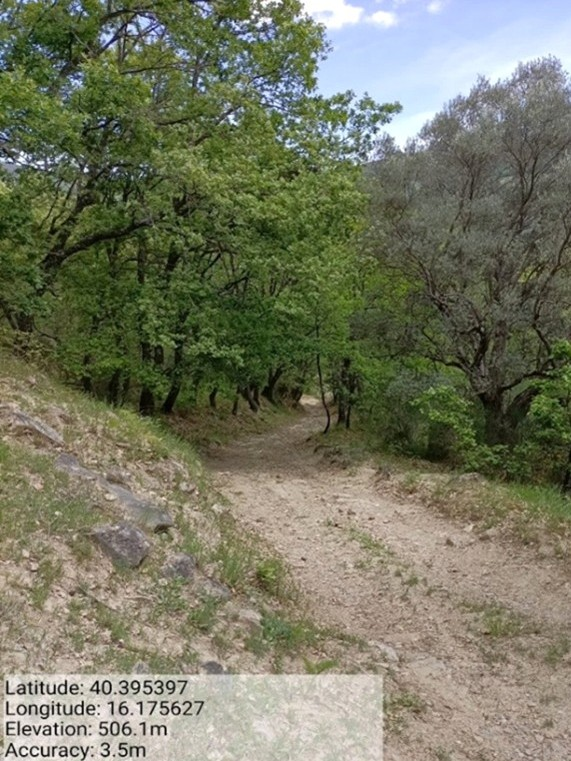 Latitude: 40.395397
Longitude: 16.175627
Elevation: 506.1m
Accuracy: 3.5m